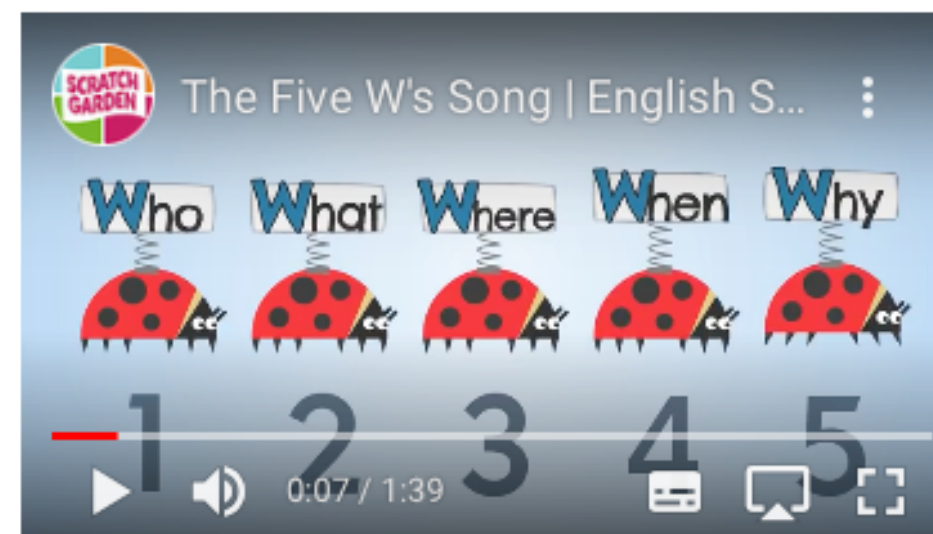 SCRATCH
GARDEN
The Five W's Song | English S...
Who What Where When Why
1 2 3 4 5
0:07 / 1:39